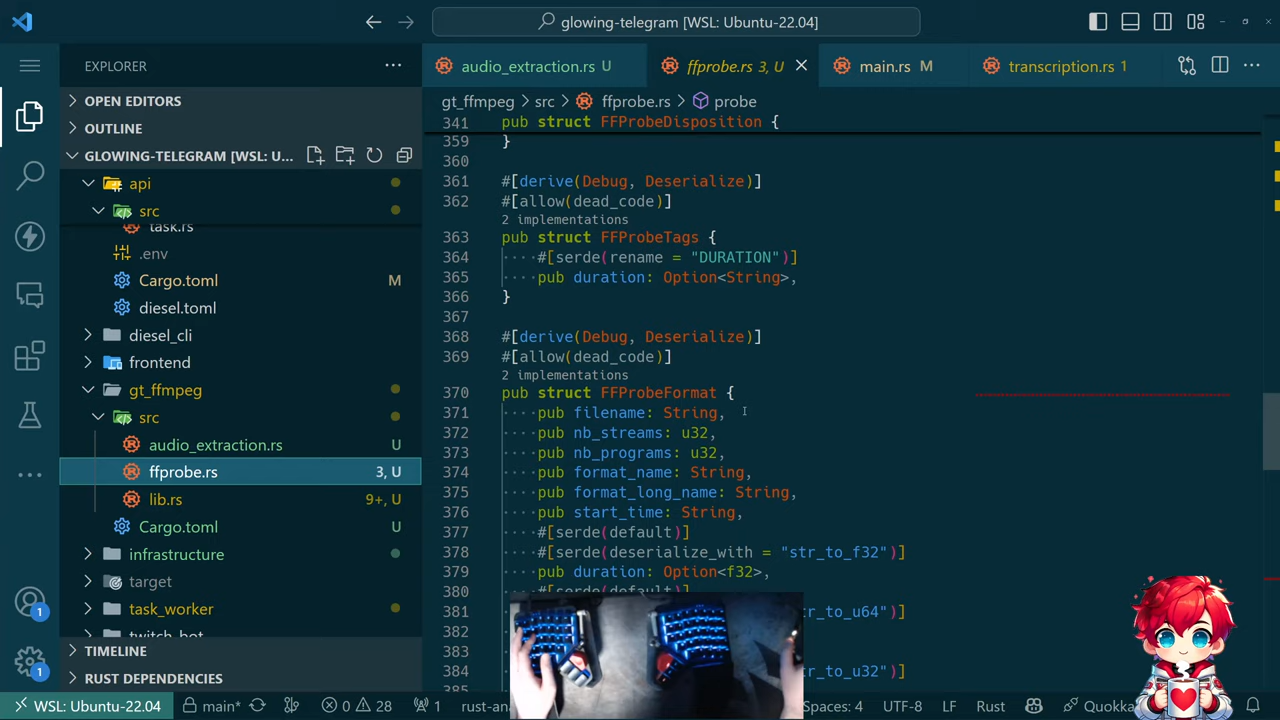 glowing-telegram [WSL: Ubuntu-22.04]
EXPLORER
OPEN EDITORS
OUTLINE
GLOWING-TELEGRAM [WSL: U...
api
src
task.rs
.env
Cargo.toml M
diesel.toml
diesel_cli
frontend
gt_ffmpeg
src
audio_extraction.rs U
ffprobe.rs 3, U
lib.rs 9+, U
Cargo.toml U
infrastructure
target
task_worker
twitch_bot
TIMELINE
RUST DEPENDENCIES
1
1
audio_extraction.rs U
ffprobe.rs 3, U
main.rs M
transcription.rs 1
gt_ffmpeg > src > ffprobe.rs > probe
341 pub struct FFProbeDisposition {
359 }
360
361 #[derive(Debug, Deserialize)]
362 #[allow(dead_code)]
2 implementations
363 pub struct FFProbeTags {
364 ····#[serde(rename = "DURATION")]
365 ····pub duration: Option<String>,
366 }
367
368 #[derive(Debug, Deserialize)]
369 #[allow(dead_code)]
2 implementations
370 pub struct FFProbeFormat {
371 ····pub filename: String,
372 ····pub nb_streams: u32,
373 ····pub nb_programs: u32,
374 ····pub format_name: String,
375 ····pub format_long_name: String,
376 ····pub start_time: String,
377 ····#[serde(default)]
378 ····#[serde(deserialize_with = "str_to_f32")]
379 ····pub duration: Option<f32>,
380 ····#[serde(default)]
381 tr_to_u64")]
382
383
384 tr_to_u32")]
385
WSL: Ubuntu-22.04 main* 0 28 1 rust-ana Spaces: 4 UTF-8 LF Rust Quokka